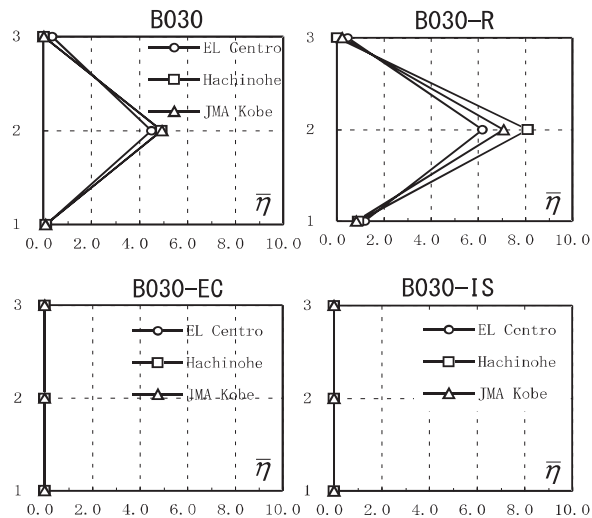 B030
B030-R
3
EL Centro
Hachinohe
JMA Kobe
2
η̅
1
0.0 2.0 4.0 6.0 8.0 10.0
3
2
η̅
1
0.0 2.0 4.0 6.0 8.0 10.0
B030-EC
B030-IS
3
EL Centro
Hachinohe
JMA Kobe
2
η̅
1
0.0 2.0 4.0 6.0 8.0 10.0
3
EL Centro
Hachinohe
JMA Kobe
2
η̅
1
0.0 2.0 4.0 6.0 8.0 10.0